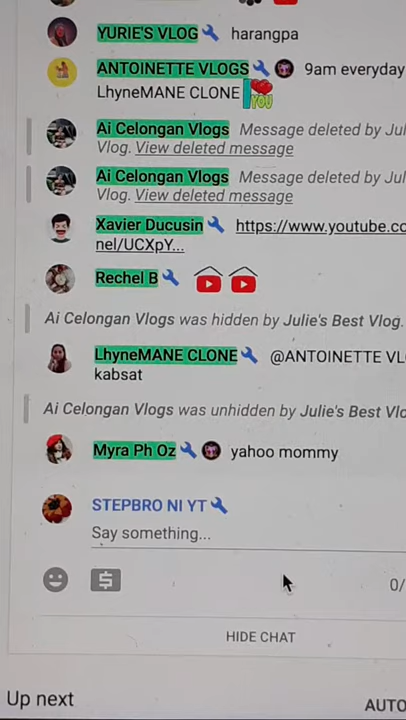 YURIE'S VLOG harangpa
ANTOINETTE VLOGS 9am everyday
LhyneMANE CLONE YOU
Ai Celongan Vlogs Message deleted by Jul
Vlog. View deleted message
Ai Celongan Vlogs Message deleted by Jul
Vlog. View deleted message
Xavier Ducusin https://www.youtube.co
nel/UCXpY...
Rechel B
Ai Celongan Vlogs was hidden by Julie's Best Vlog.
LhyneMANE CLONE @ANTOINETTE VL
kabsat
Ai Celongan Vlogs was unhidden by Julie's Best Vlo
Myra Ph Oz yahoo mommy
STEPBRO NI YT
Say something...
0/
HIDE CHAT
Up next AUTO